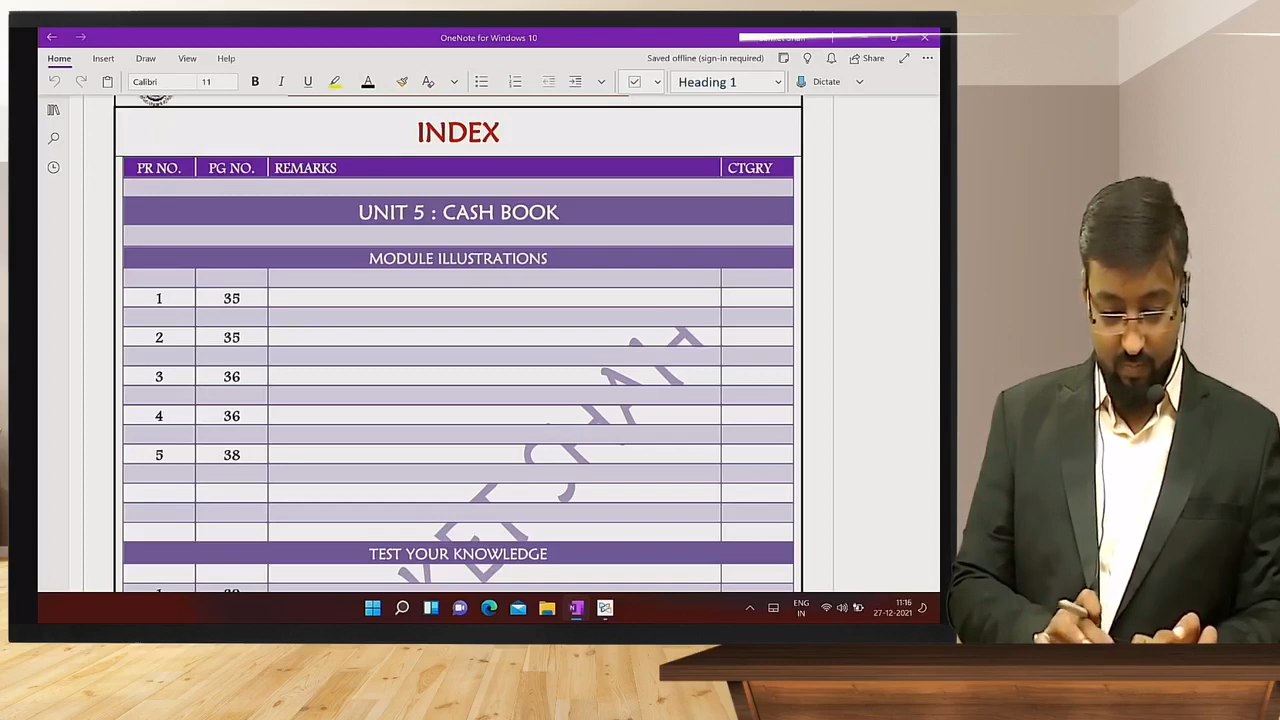 OneNote for Windows 10
Home Insert Draw View Help
Saved offline (sign-in required) Share
Calibri 11 B I U A Heading 1 Dictate
INDEX
PR NO. PG NO. REMARKS CTGRY
UNIT 5 : CASH BOOK
MODULE ILLUSTRATIONS
1 35
2 35
3 36
4 36
5 38
TEST YOUR KNOWLEDGE
KET SHAH
ENG
IN
11:16
27-12-2021